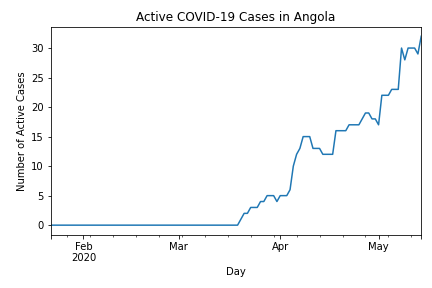 Active COVID-19 Cases in Angola
Number of Active Cases
30
25
20
15
10
5
0
Feb
2020
Mar
Apr
May
Day